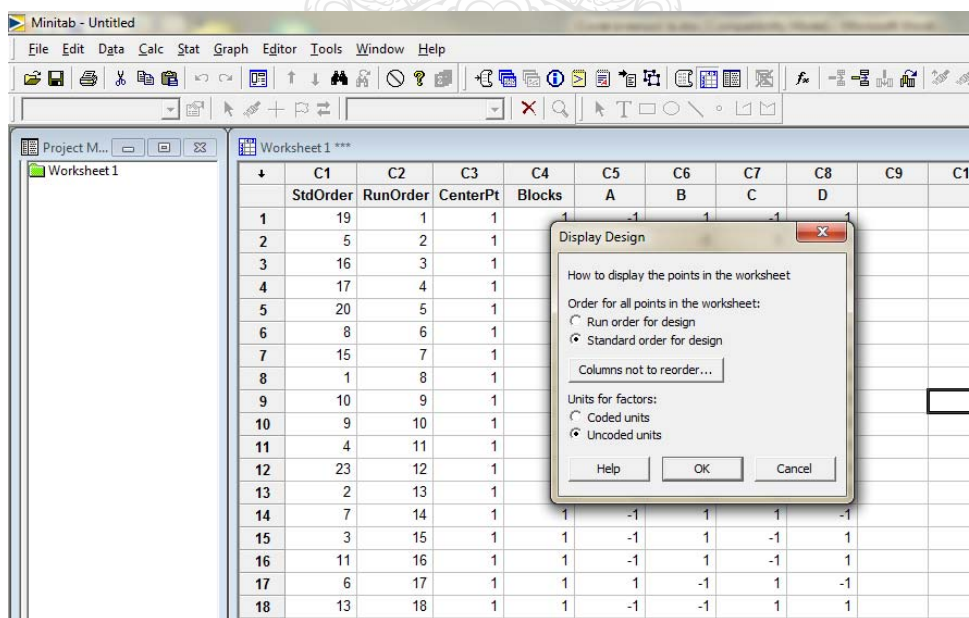 Minitab - Untitled
File Edit Data Calc Stat Graph Editor Tools Window Help
Project M...
Worksheet 1
Worksheet 1 ***
C1 C2 C3 C4 C5 C6 C7 C8 C9 C1
StdOrder RunOrder CenterPt Blocks A B C D
1 19 1 1 1 -1 1 -1 1
2 5 2 1
3 16 3 1
4 17 4 1
5 20 5 1
6 8 6 1
7 15 7 1
8 1 8 1
9 10 9 1
10 9 10 1
11 4 11 1
12 23 12 1
13 2 13 1
14 7 14 1 1 -1 1 1 -1
15 3 15 1 1 -1 1 -1 1
16 11 16 1 1 -1 1 -1 1
17 6 17 1 1 1 -1 1 -1
18 13 18 1 1 -1 -1 1 1
Display Design
How to display the points in the worksheet
Order for all points in the worksheet:
Run order for design
Standard order for design
Columns not to reorder...
Units for factors:
Coded units
Uncoded units
Help OK Cancel